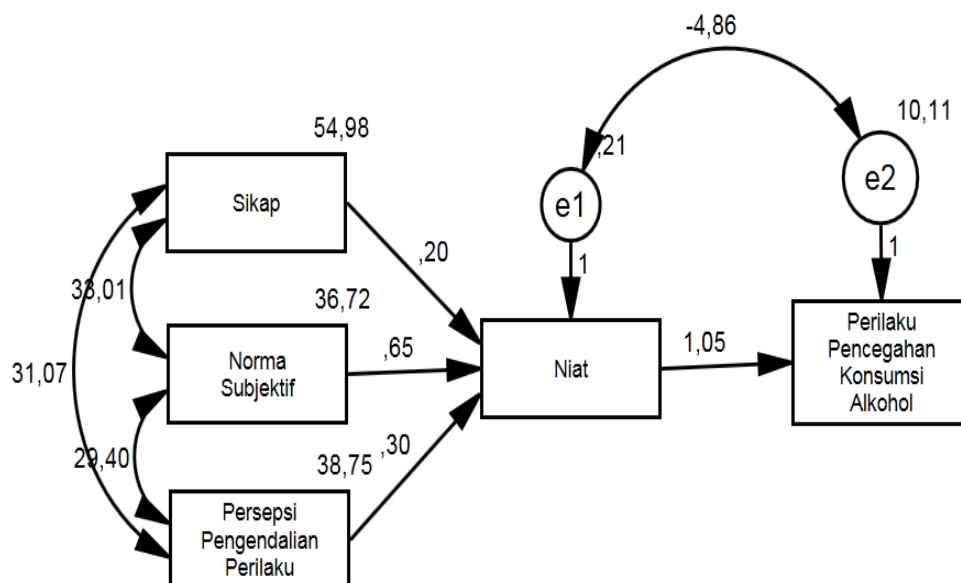 -4,86
10,11
54,98
,21
Sikap
e1
e2
,20
1
1
33,01
36,72
31,07
Norma
Subjektif
,65
Niat
1,05
Perilaku
Pencegahan
Konsumsi
Alkohol
29,40
38,75
,30
Persepsi
Pengendalian
Perilaku